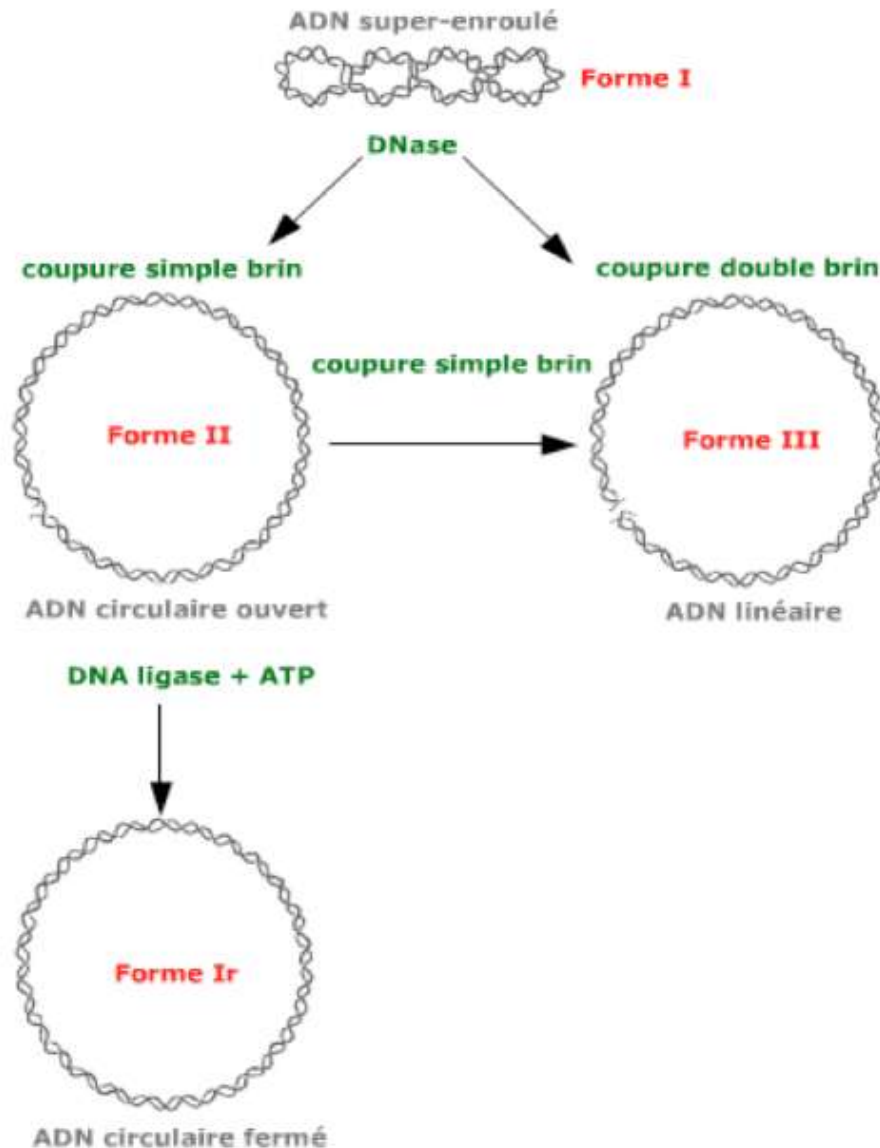 ADN super-enroulé
Forme I
DNase
coupure simple brin
coupure double brin
coupure simple brin
Forme II
Forme III
ADN circulaire ouvert
ADN linéaire
DNA ligase + ATP
Forme Ir
ADN circulaire fermé